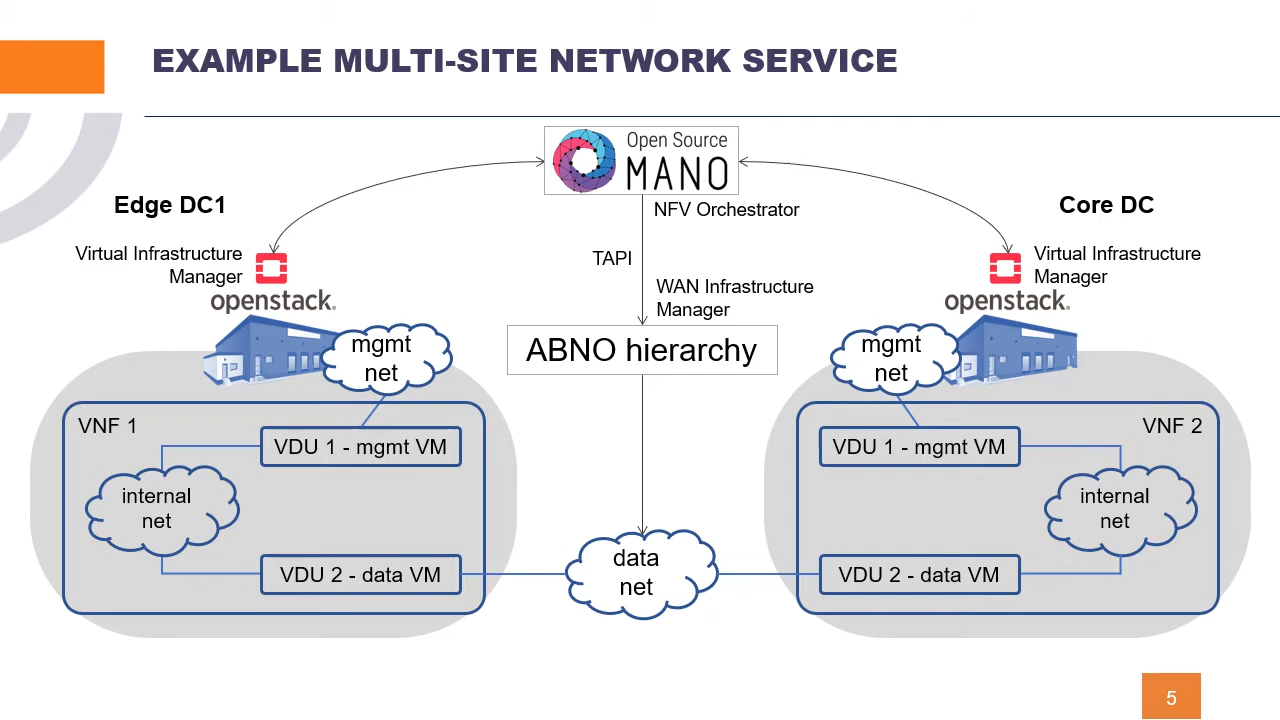 EXAMPLE MULTI-SITE NETWORK SERVICE
Open Source
MANO
NFV Orchestrator
Edge DC1
Core DC
Virtual Infrastructure
Manager
openstack.
TAPI
WAN Infrastructure
Manager
Virtual Infrastructure
Manager
openstack.
ABNO hierarchy
mgmt
net
mgmt
net
VNF 1
VDU 1 - mgmt VM
internal
net
VDU 2 - data VM
data
net
VNF 2
VDU 1 - mgmt VM
internal
net
VDU 2 - data VM
5